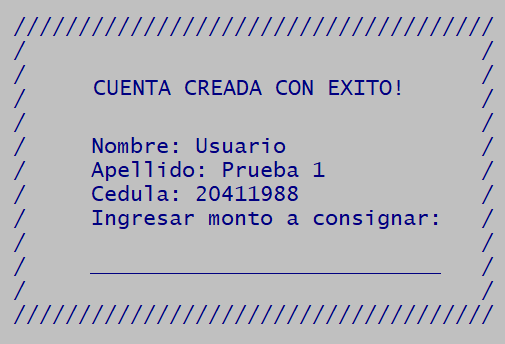 /////////////////////////////////////
/ /
/ CUENTA CREADA CON EXITO! /
/ /
/ /
/ Nombre: Usuario /
/ Apellido: Prueba 1 /
/ Cedula: 20411988 /
/ Ingresar monto a consignar: /
/ /
/ ___________________________ /
/ /
/////////////////////////////////////